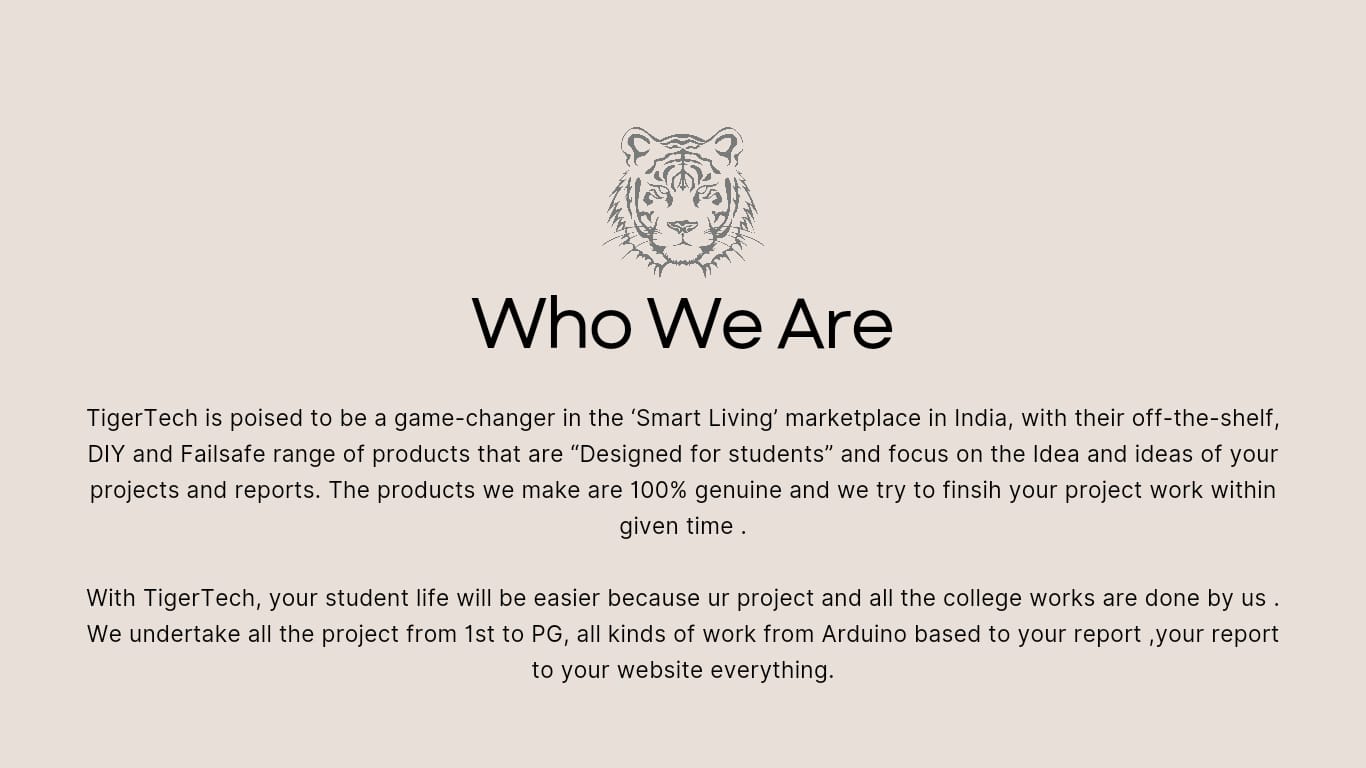 Who We Are
TigerTech is poised to be a game-changer in the ‘Smart Living’ marketplace in India, with their off-the-shelf,
DIY and Failsafe range of products that are “Designed for students” and focus on the Idea and ideas of your
projects and reports. The products we make are 100% genuine and we try to finsih your project work within
given time .
With TigerTech, your student life will be easier because ur project and all the college works are done by us .
We undertake all the project from 1st to PG, all kinds of work from Arduino based to your report ,your report
to your website everything.